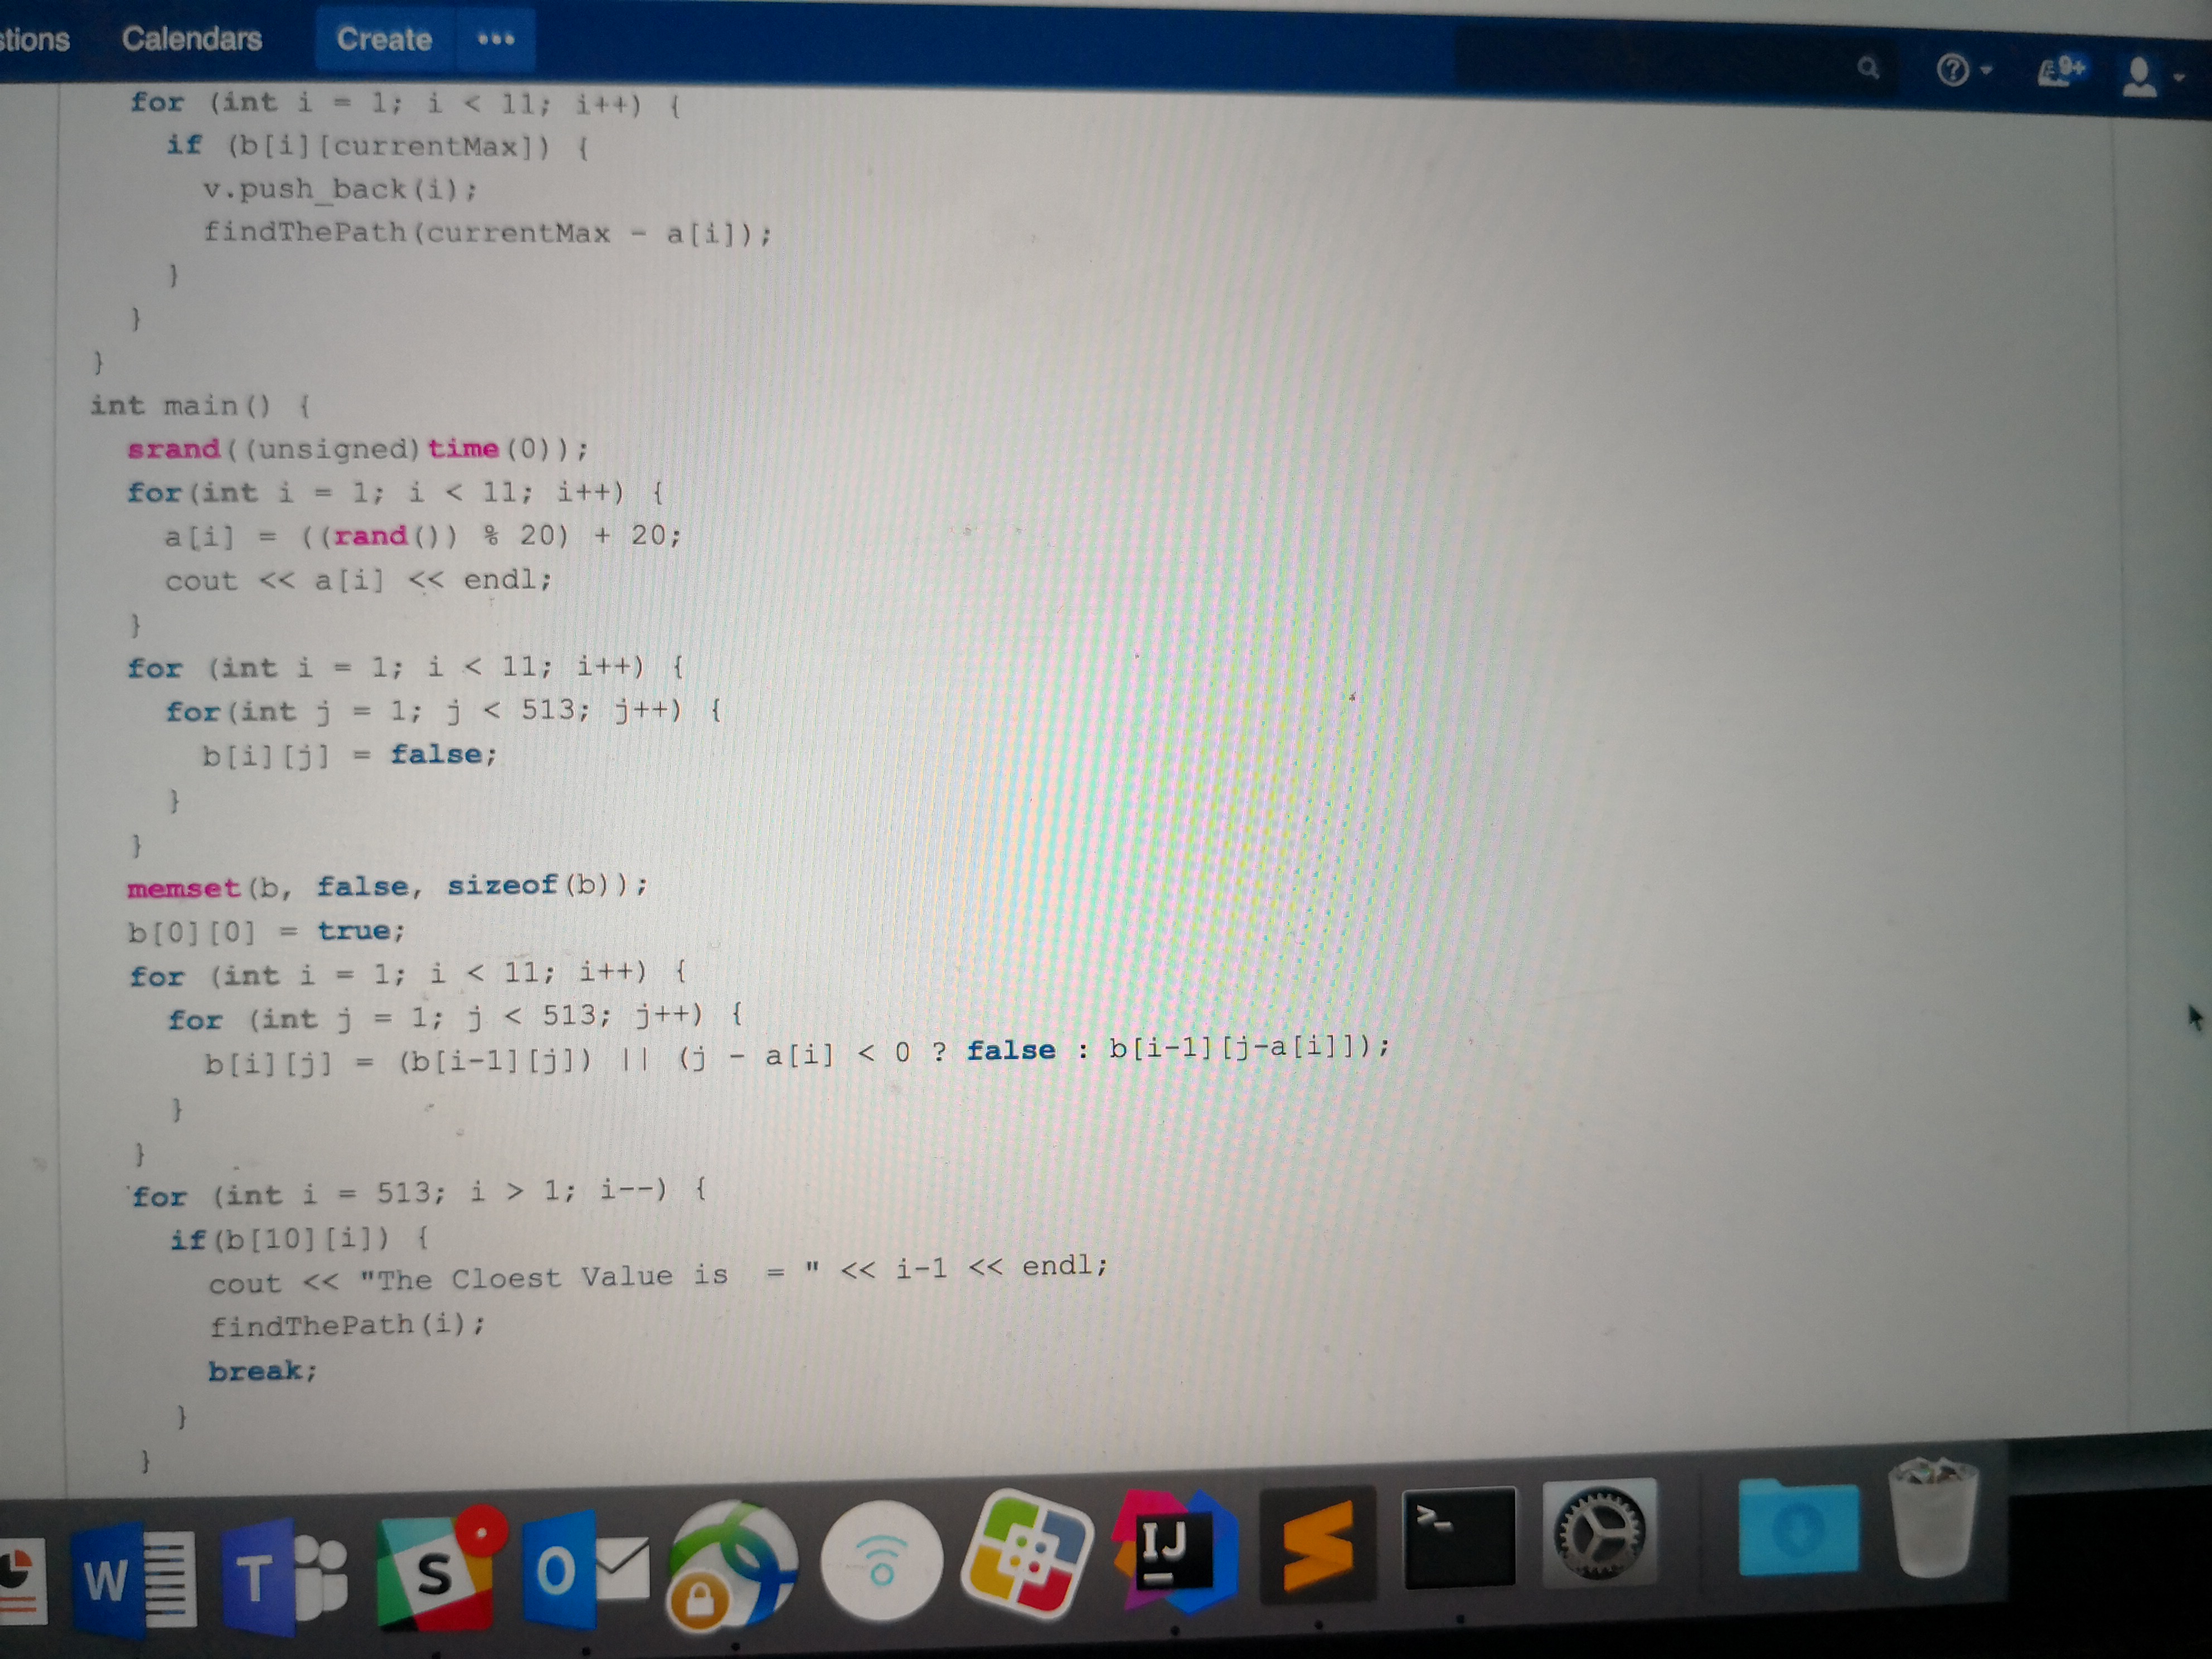 stions Calendars Create •••
9+
for (int i = 1; i < 11; i++) {
if (b[i][currentMax]) {
v.push_back(i);
findThePath(currentMax - a[i]);
}
}
}
int main() {
srand((unsigned)time(0));
for(int i = 1; i < 11; i++) {
a[i] = ((rand()) % 20) + 20;
cout << a[i] << endl;
}
for (int i = 1; i < 11; i++) {
for(int j = 1; j < 513; j++) {
b[i][j] = false;
}
}
memset(b, false, sizeof(b));
b[0][0] = true;
for (int i = 1; i < 11; i++) {
for (int j = 1; j < 513; j++) {
b[i][j] = (b[i-1][j]) || (j - a[i] < 0 ? false : b[i-1][j-a[i]]);
}
}
for (int i = 513; i > 1; i--) {
if(b[10][i]) {
cout << "The Cloest Value is  = " << i-1 << endl;
findThePath(i);
break;
}
}
W T S O IJ >_